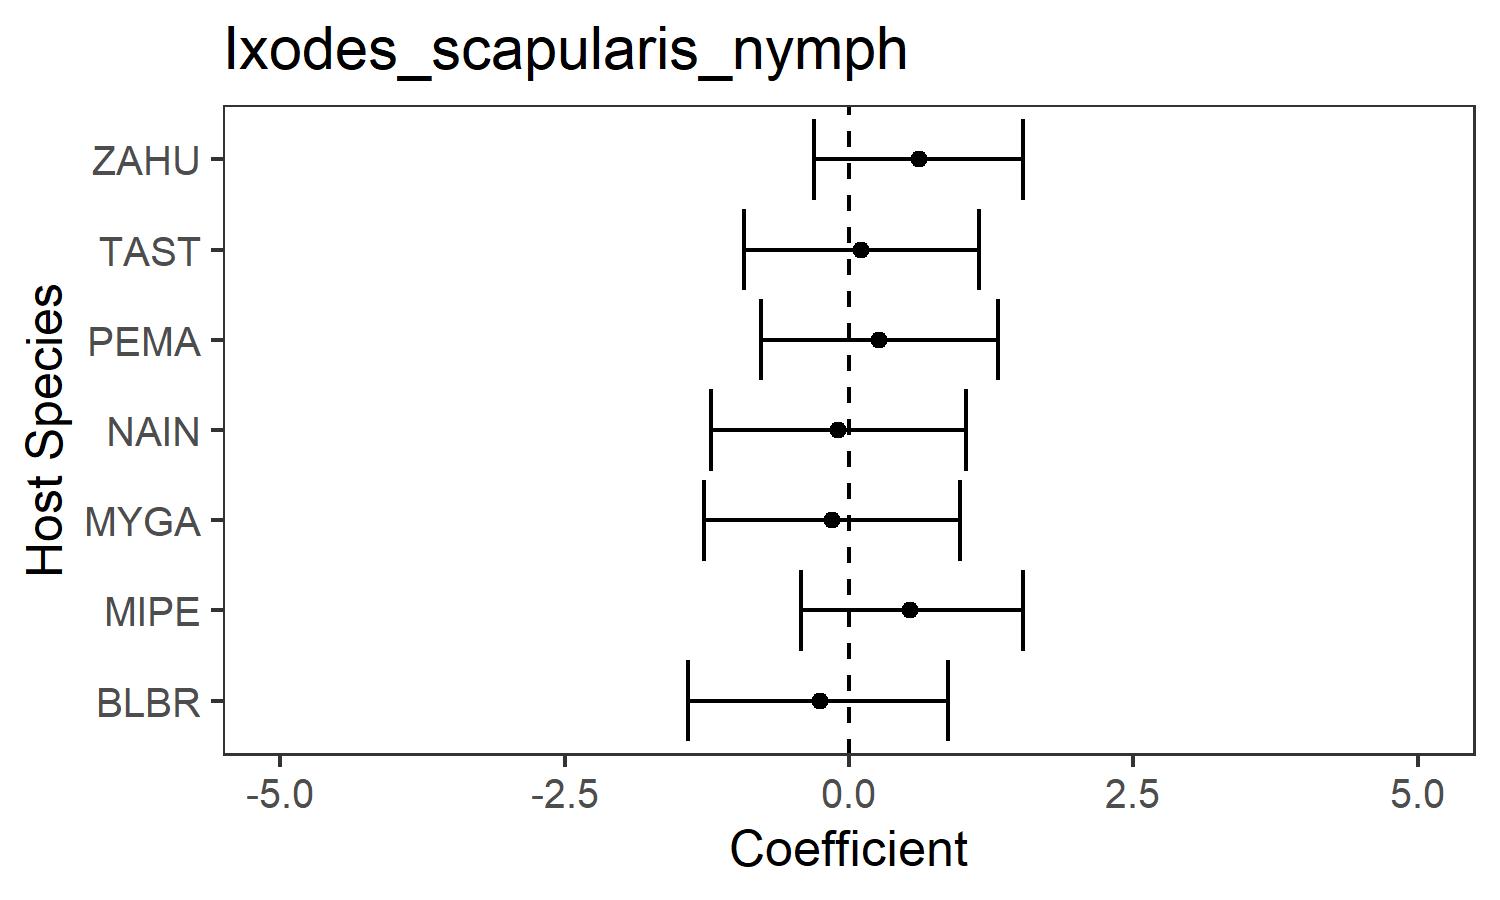 Ixodes_scapularis_nymph
Host Species
ZAHU
TAST
PEMA
NAIN
MYGA
MIPE
BLBR
-5.0 -2.5 0.0 2.5 5.0
Coefficient